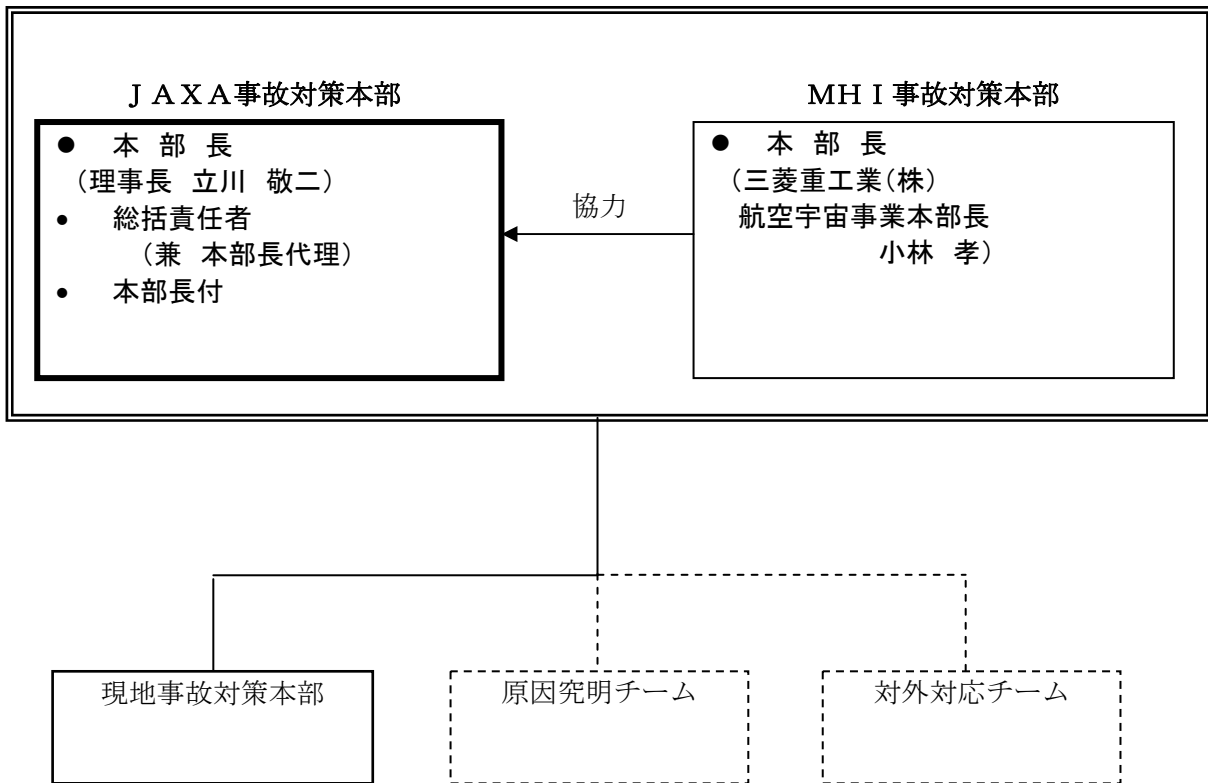 ＪＡＸＡ事故対策本部
● 本 部 長
（理事長 立川 敬二）
• 総括責任者
（兼 本部長代理）
• 本部長付
協力
ＭＨＩ事故対策本部
● 本 部 長
（三菱重工業（株）
航空宇宙事業本部長
小林 孝）
現地事故対策本部
原因究明チーム
対外対応チーム